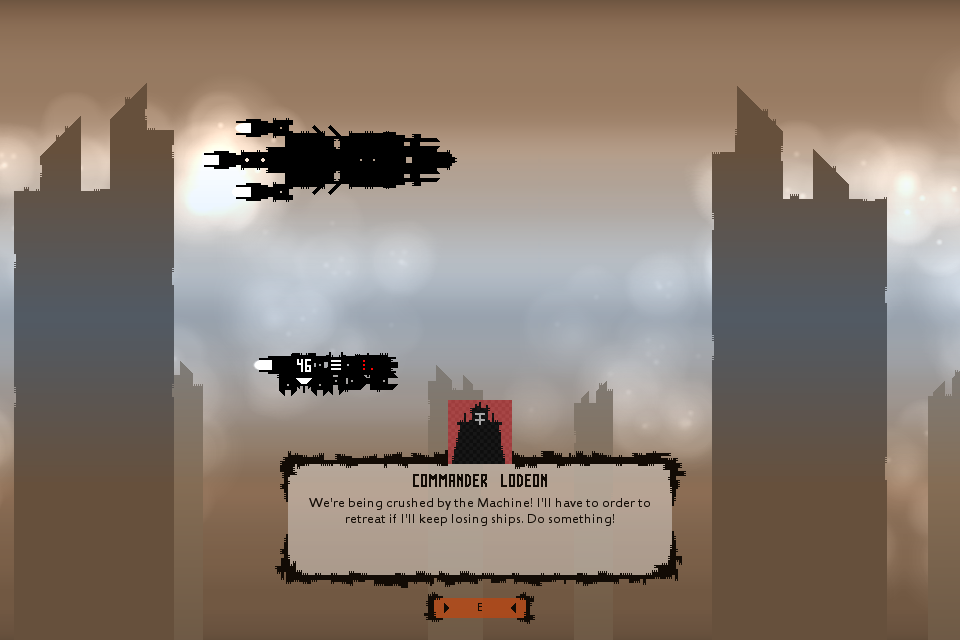 46
COMMANDER LODEON
We're being crushed by the Machine! I'll have to order to
retreat if I'll keep losing ships. Do something!
E